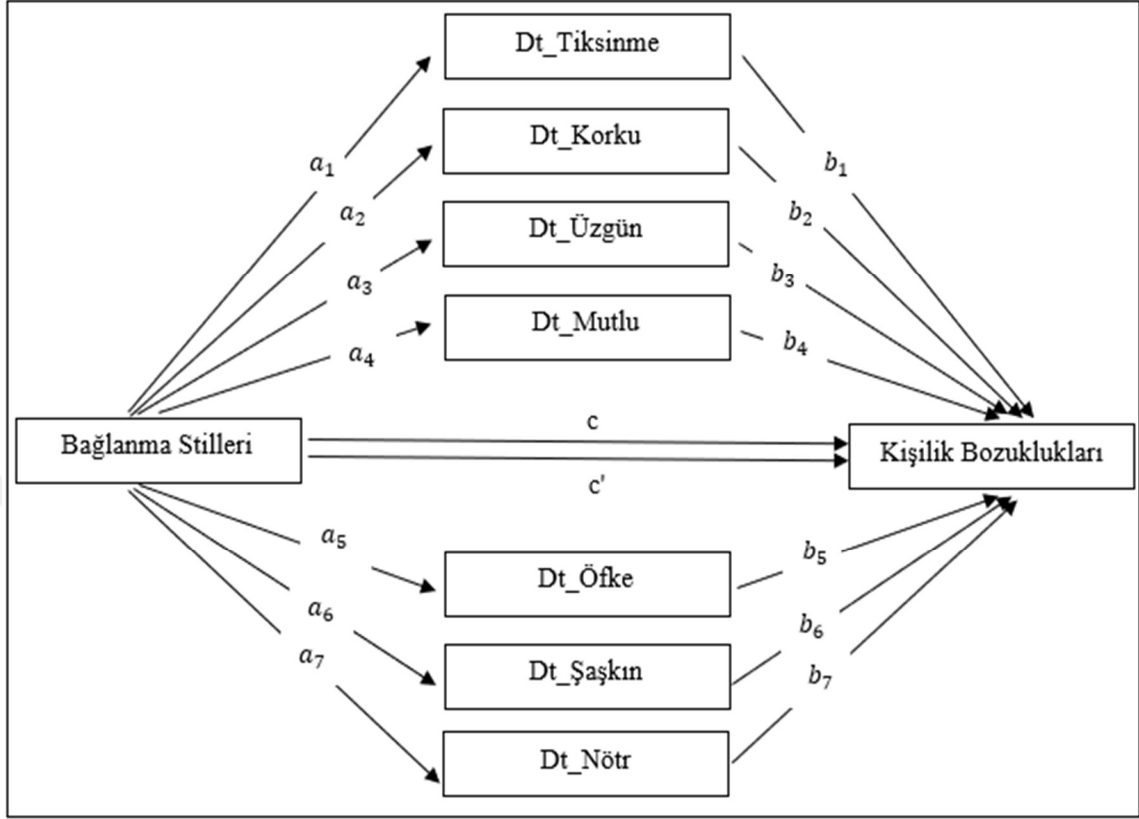 Dt_Tiksinme
Dt_Korku
a₁
b₁
Dt_Üzgün
a₂
b₂
a₃
b₃
Dt_Mutlu
a₄
b₄
c
Bağlanma Stilleri
Kişilik Bozuklukları
c'
a₅
b₅
Dt_Öfke
a₆
b₆
a₇
Dt_Şaşkın
b₇
Dt_Nötr